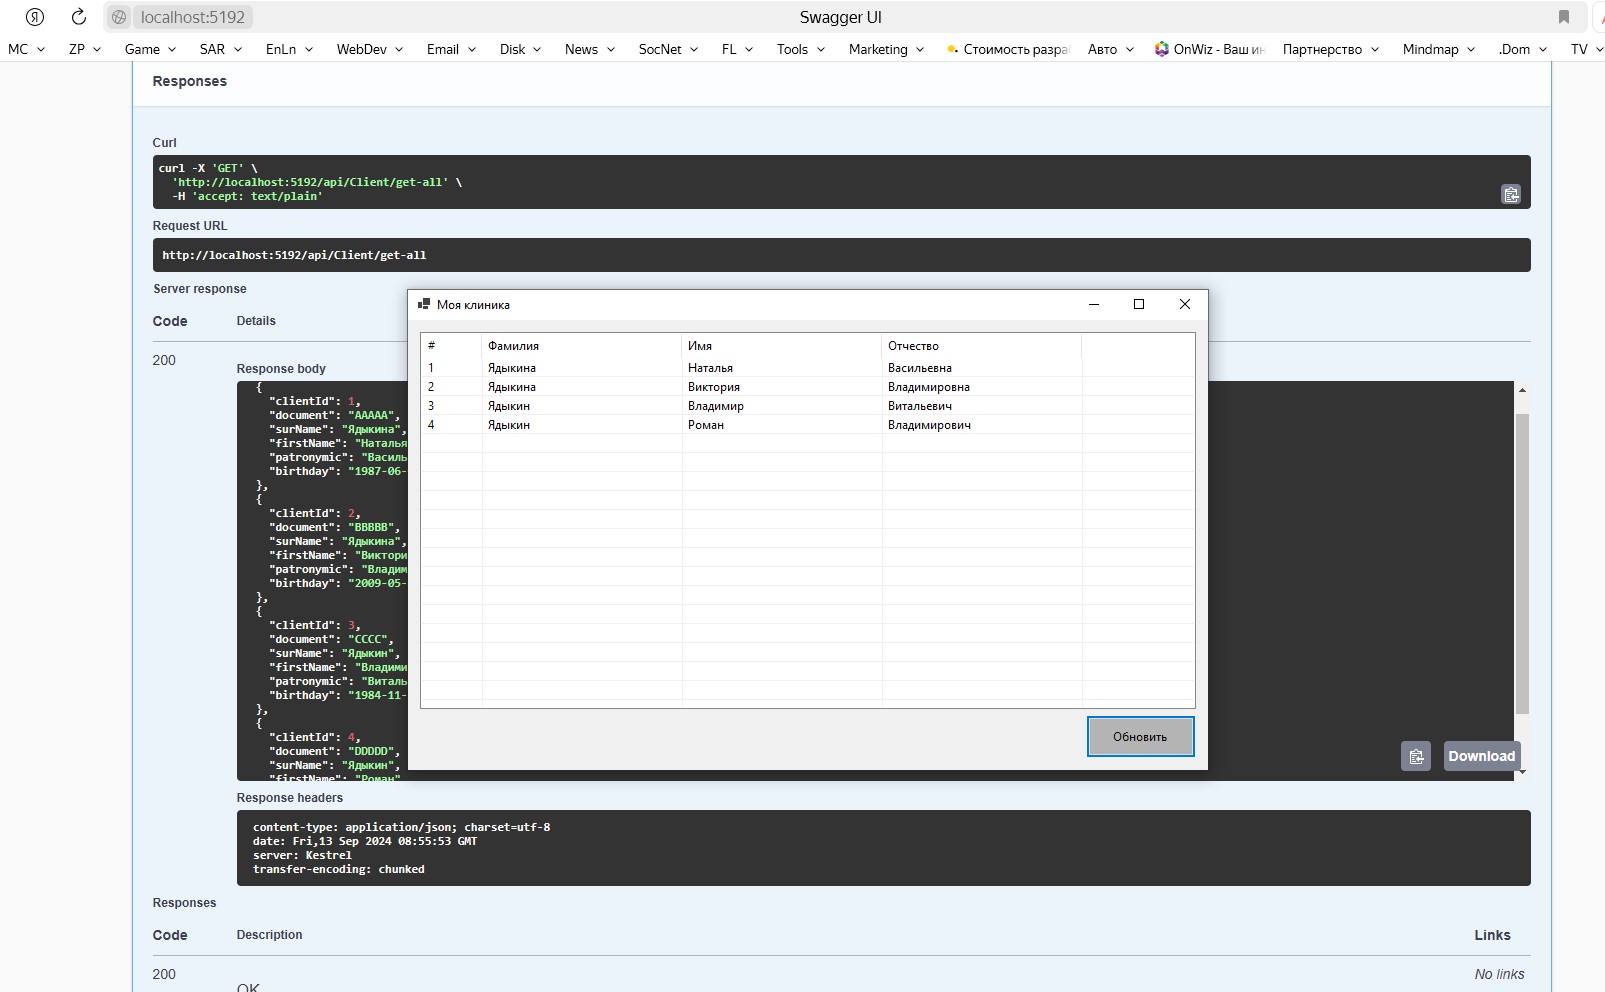 localhost:5192
Swagger UI
MC ZP Game SAR EnLn WebDev Email Disk News SocNet FL Tools Marketing Стоимость разра Авто OnWiz - Ваш ин Партнерство Mindmap .Dom TV
Responses
Curl
curl -X 'GET' \
'http://localhost:5192/api/Client/get-all' \
-H 'accept: text/plain'
Request URL
http://localhost:5192/api/Client/get-all
Server response
Code Details
200
Response body
{
"clientId": 1,
"document": "AAAAA",
"surName": "Ядыкина",
"firstName": "Наталья
"patronymic": "Василь
"birthday": "1987-06-
},
{
"clientId": 2,
"document": "BBBBB",
"surName": "Ядыкина",
"firstName": "Виктори
"patronymic": "Владим
"birthday": "2009-05-
},
{
"clientId": 3,
"document": "CCCC",
"surName": "Ядыкин",
"firstName": "Владими
"patronymic": "Виталь
"birthday": "1984-11-
},
{
"clientId": 4,
"document": "DDDDD",
"surName": "Ядыкин",
"firstName": "Роман"
Моя клиника
# Фамилия Имя Отчество
1 Ядыкина Наталья Васильевна
2 Ядыкина Виктория Владимировна
3 Ядыкин Владимир Витальевич
4 Ядыкин Роман Владимирович
Обновить
Download
Response headers
content-type: application/json; charset=utf-8
date: Fri,13 Sep 2024 08:55:53 GMT
server: Kestrel
transfer-encoding: chunked
Responses
Code Description Links
200 No links
OK